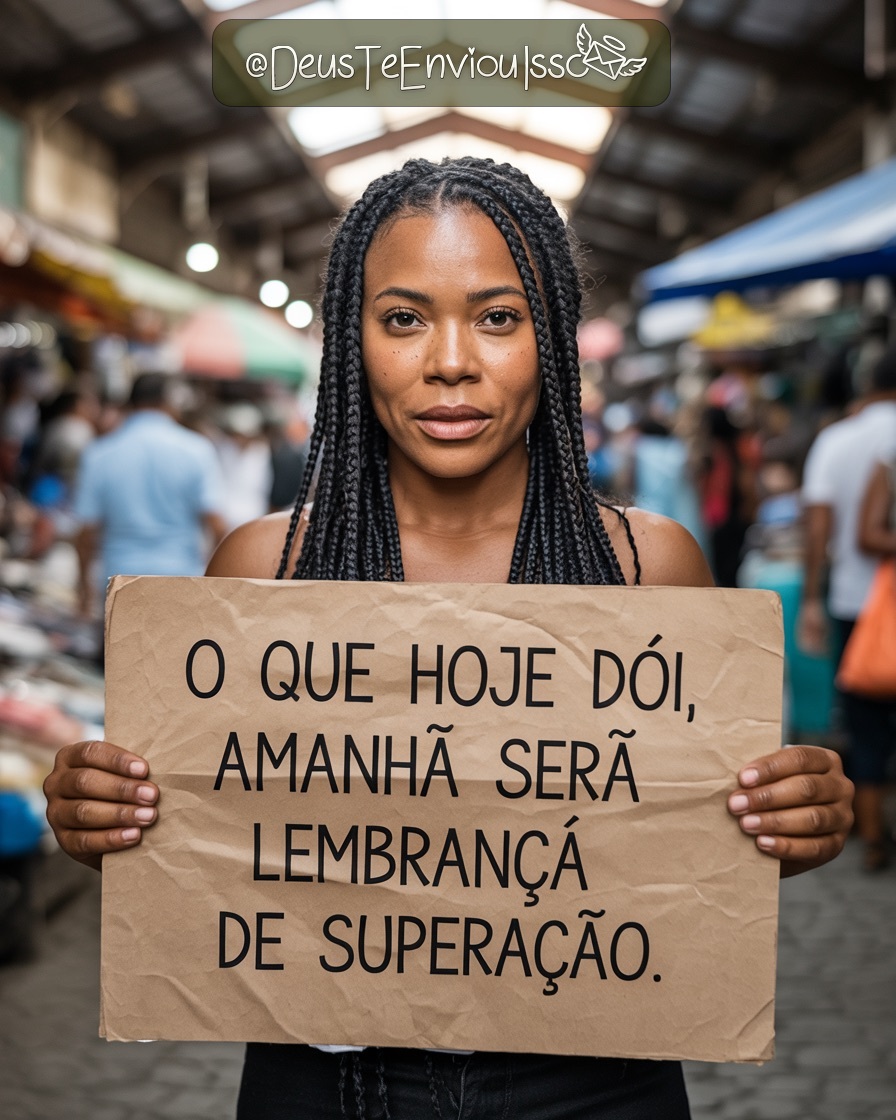 @DeusTeEnviouIsso
O QUE HOJE DÓI,
AMANHÃ SERÃ
LEMBRANÇÁ
DE SUPERAÇÃO.